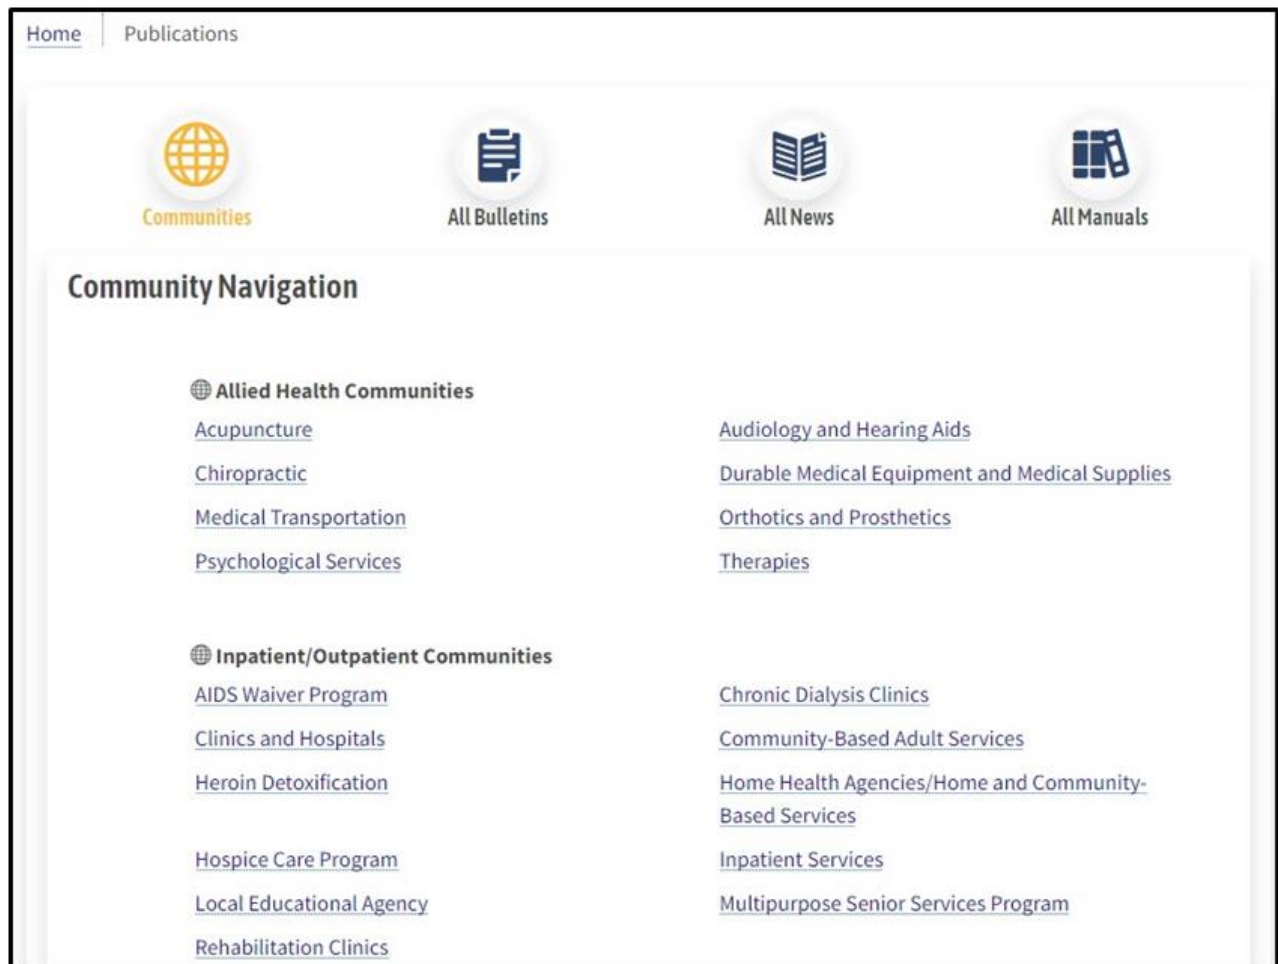 Home Publications
Communities All Bulletins All News All Manuals
Community Navigation
Allied Health Communities
Acupuncture Audiology and Hearing Aids
Chiropractic Durable Medical Equipment and Medical Supplies
Medical Transportation Orthotics and Prosthetics
Psychological Services Therapies
Inpatient/Outpatient Communities
AIDS Waiver Program Chronic Dialysis Clinics
Clinics and Hospitals Community-Based Adult Services
Heroin Detoxification Home Health Agencies/Home and Community-
Based Services
Hospice Care Program Inpatient Services
Local Educational Agency Multipurpose Senior Services Program
Rehabilitation Clinics